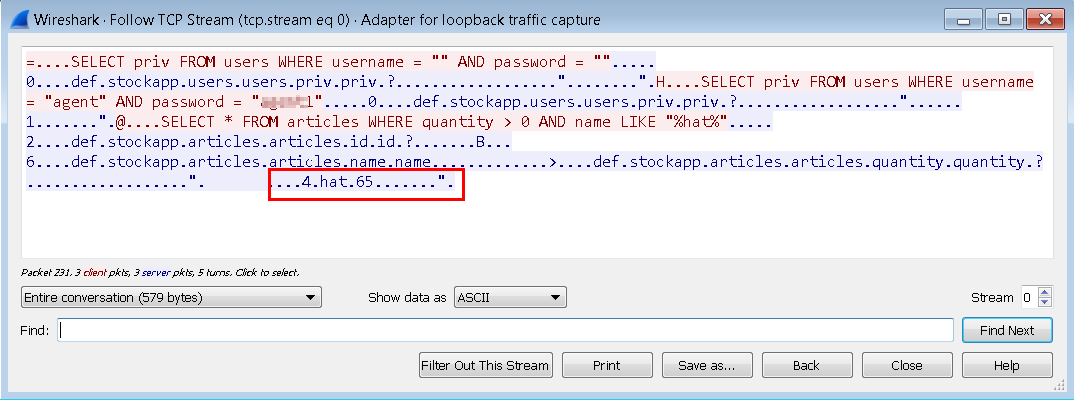 Wireshark · Follow TCP Stream (tcp.stream eq 0) · Adapter for loopback traffic capture
=....SELECT priv FROM users WHERE username = "" AND password = "".....
0....def.stockapp.users.users.priv.priv.?................."........".H....SELECT priv FROM users WHERE username
= "agent" AND password = "1".....0....def.stockapp.users.users.priv.priv.?................."......
1.......".@....SELECT * FROM articles WHERE quantity > 0 AND name LIKE "%hat%".....
2....def.stockapp.articles.articles.id.id.?.......B...
6....def.stockapp.articles.articles.name.name.............>....def.stockapp.articles.articles.quantity.quantity.?
.................". ....4.hat.65.......".
Packet 231. 3 client pkts, 3 server pkts, 5 turns. Click to select.
Entire conversation (579 bytes) Show data as ASCII Stream 0
Find: Find Next
Filter Out This Stream Print Save as... Back Close Help